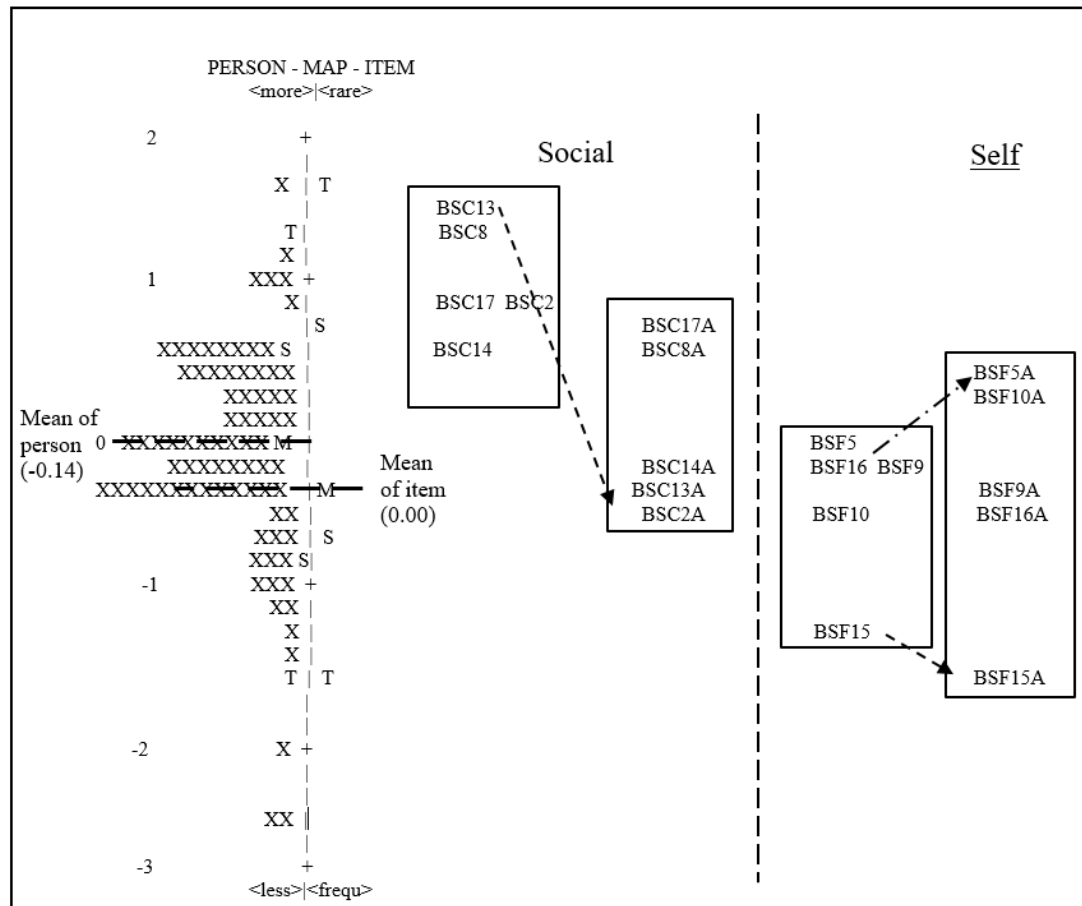 PERSON - MAP - ITEM
<more>|<rare>
2 +
Social
Self
X | T
BSC13
T|
BSC8
X |
1 XXX +
X |
BSC17 BSC2
S
BSC17A
XXXXXXXX S
BSC14
BSC8A
XXXXXXXX
BSF5A
XXXXX
BSF10A
XXXXX
Mean of
person
(-0.14)
0 XXXXXXXXXX M
BSF5
XXXXXXXX
Mean
of item
(0.00)
BSC14A
BSF16 BSF9
XXXXXXXXXXXXX M
BSC13A
BSF9A
XX
BSC2A
BSF10
BSF16A
XXX | S
XXX S|
-1 XXX +
XX |
X |
BSF15
X |
T | T
BSF15A
-2 X +
XX |
-3 +
<less>|<frequ>